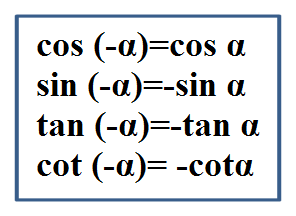 cos (-α)=cos α
sin (-α)=-sin α
tan (-α)=-tan α
cot (-α)= -cotα